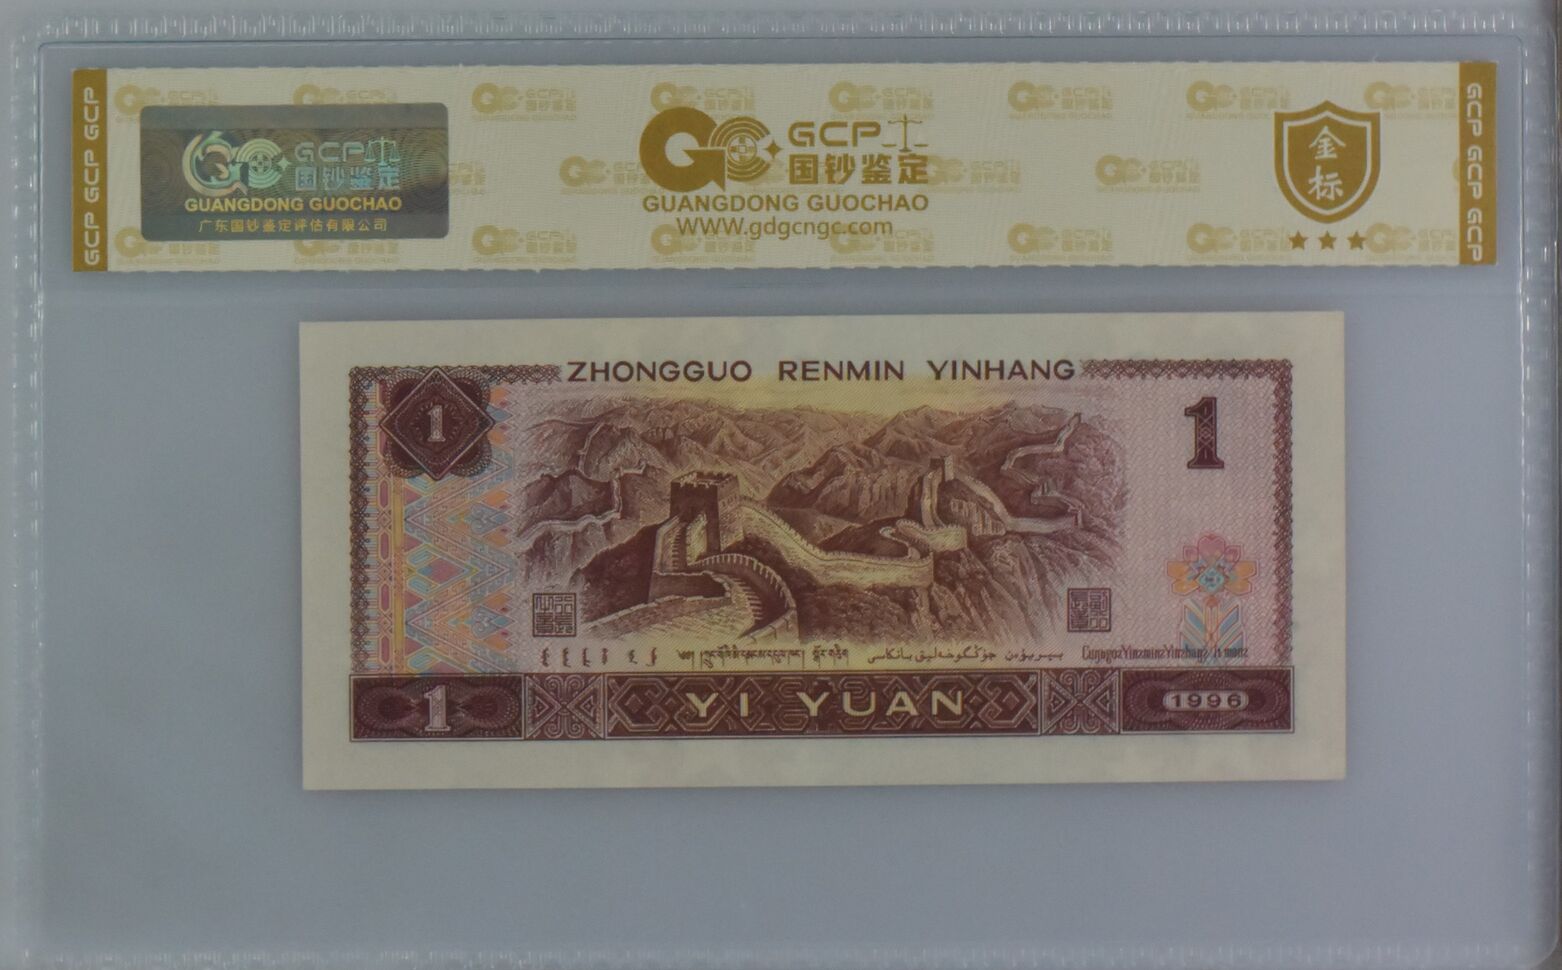 GCP GCP GCP
GCP
国钞鉴定
GUANGDONG GUOCHAO
广东国钞鉴定评估有限公司
GCP
国钞鉴定
GUANGDONG GUOCHAO
WWW.gdgcngc.com
金标
GCP GCP GCP
ZHONGGUO RENMIN YINHANG
1
1
YI YUAN
1
1996